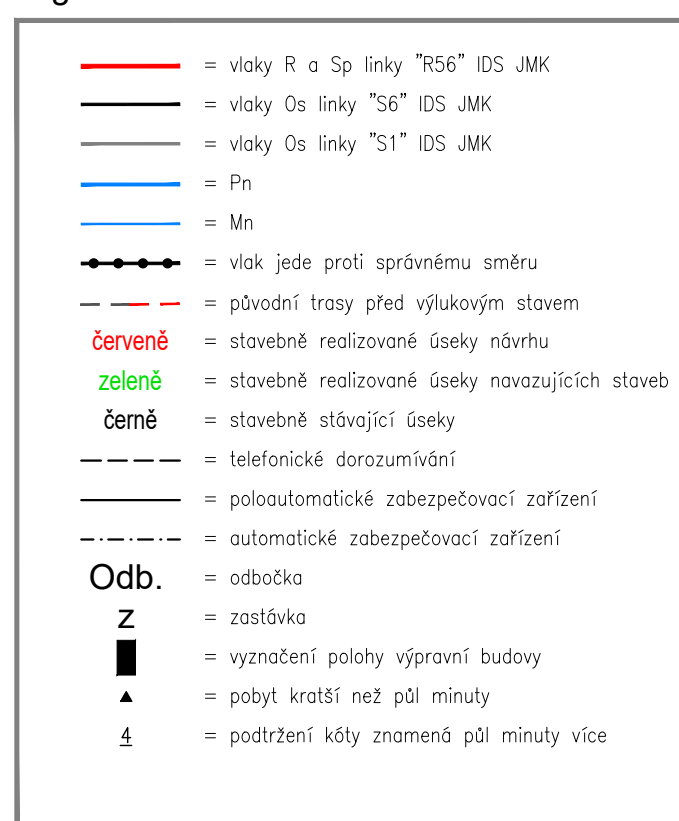 = vlaky R a Sp linky "R56" IDS JMK
= vlaky Os linky "S6" IDS JMK
= vlaky Os linky "S1" IDS JMK
= Pn
= Mn
= vlak jede proti správnému směru
= původní trasy před výlukovým stavem
červeně = stavebně realizované úseky návrhu
zeleně = stavebně realizované úseky navazujících staveb
černě = stavebně stávající úseky
= telefonické dorozumívání
= poloautomatické zabezpečovací zařízení
= automatické zabezpečovací zařízení
Odb. = odbočka
z = zastávka
= vyznačení polohy výpravní budovy
= pobyt kratší než půl minuty
4 = podtržení kóty znamená půl minuty více